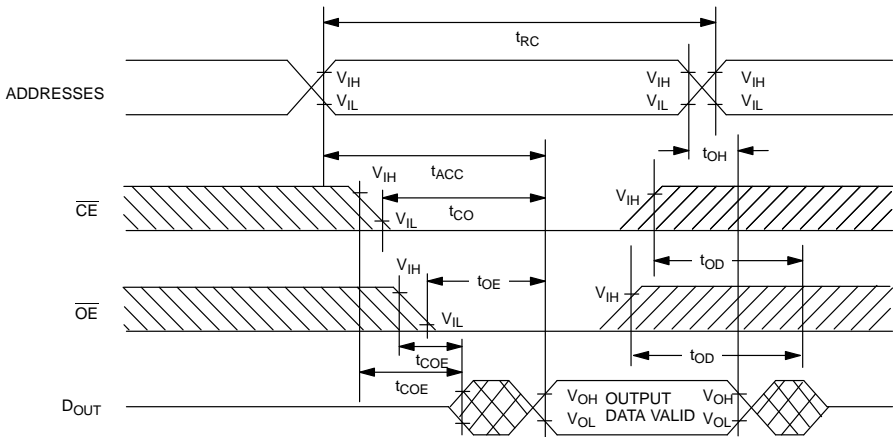 tRC
ADDRESSES
VIH VIH VIH
VIL VIL VIL
tOH
tACC
VIH
CE
VIL
tCO
VIH
tOD
VIH
tOE
OE
VIL
VIH
tCOE
tOD
tCOE
DOUT
VOH OUTPUT VOH
VOL DATA VALID VOL